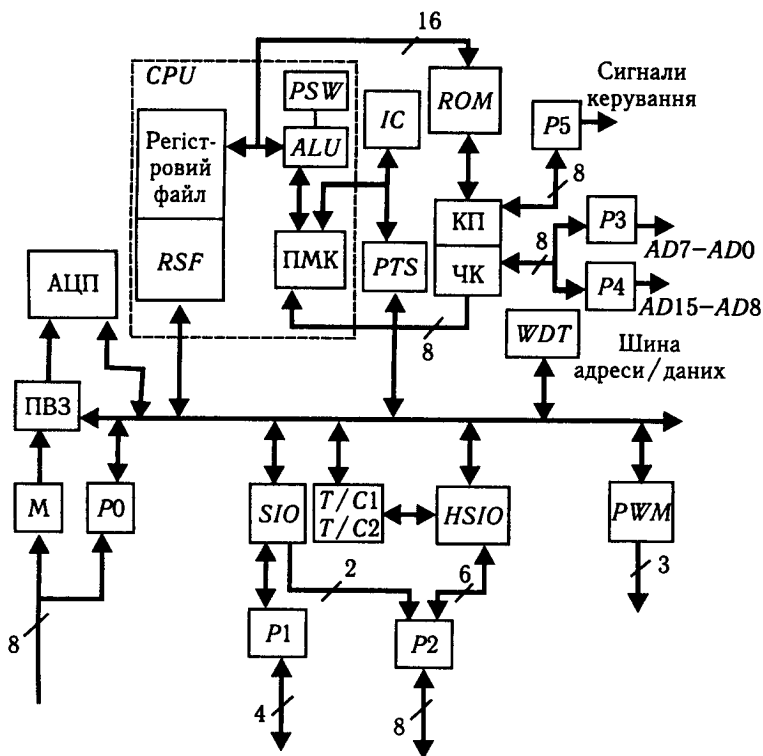 16
CPU
PSW
ROM
Сигнали
керування
IC
P5
Регіст-
ровий
файл
ALU
8
КП
P3
8
AD7–AD0
RSF
ПМК
PTS
ЧК
АЦП
P4
AD15–AD8
8
WDT
Шина
адреси/даних
ПВЗ
М
P0
SIO
T/C1
T/C2
HSIO
PWM
2
6
3
8
P1
P2
4
8